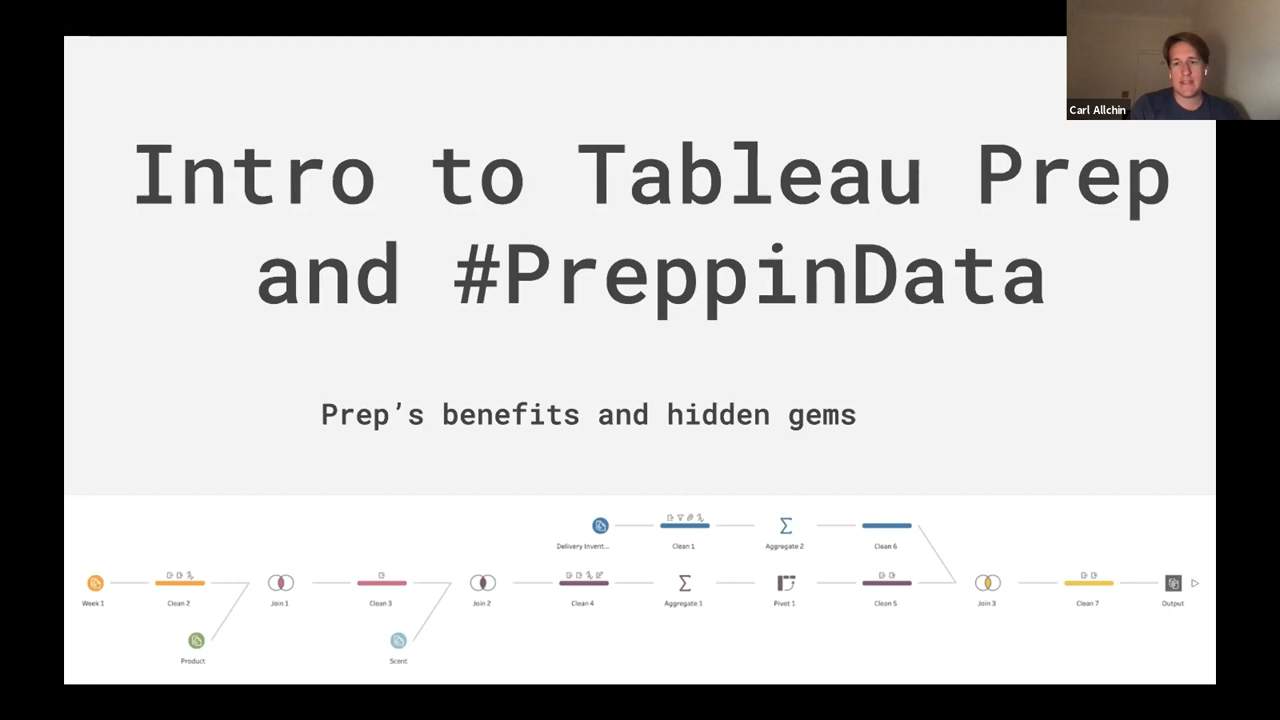 Carl Allchin
Intro to Tableau Prep
and #PreppinData
Prep’s benefits and hidden gems
Delivery Invent...
Clean 1
Aggregate 2
Clean 6
Week 1
Clean 2
Join 1
Clean 3
Join 2
Clean 4
Aggregate 1
Pivot 1
Clean 5
Join 3
Clean 7
Output
Product
Scent